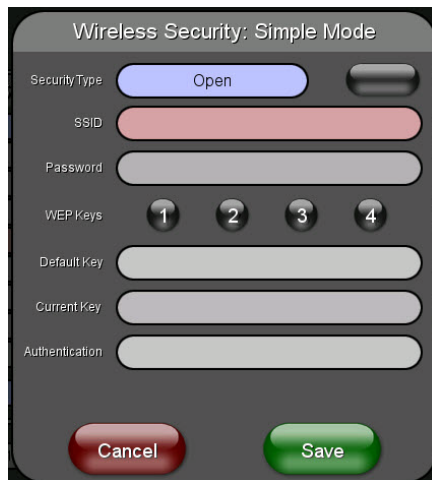 Wireless Security: Simple Mode
Security Type Open
SSID
Password
WEP Keys 1 2 3 4
Default Key
Current Key
Authentication
Cancel Save